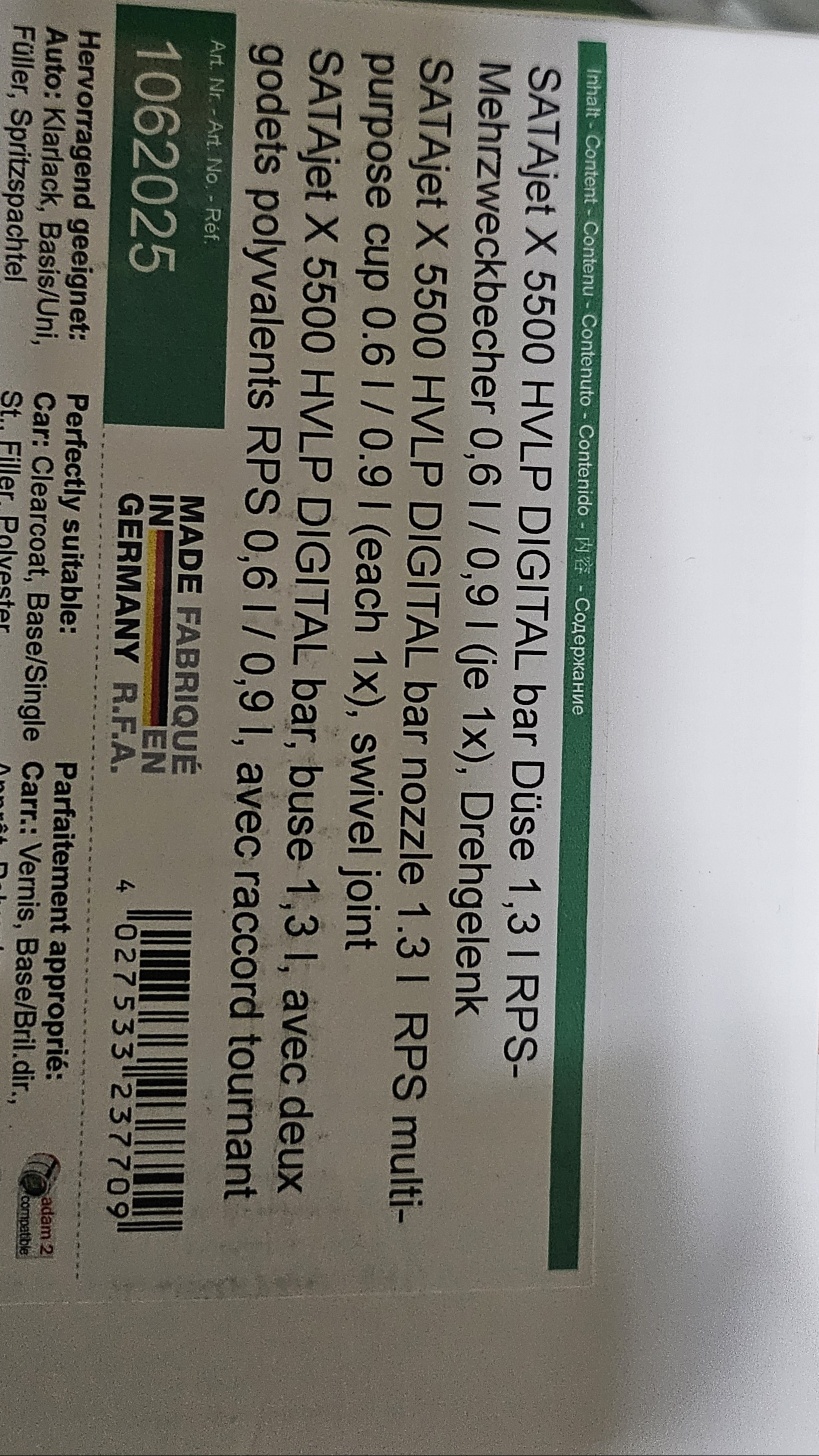 Inhalt - Content - Contenu - Contenuto - Contenido - 内容 - Содержание
SATAjet X 5500 HVLP DIGITAL bar Düse 1,3 I RPS-
Mehrzweckbecher 0,6 l / 0,9 l (je 1x), Drehgelenk
SATAjet X 5500 HVLP DIGITAL bar nozzle 1.3 I RPS multi-
purpose cup 0.6 l / 0.9 l (each 1x), swivel joint
SATAjet X 5500 HVLP DIGITAL bar, buse 1,3 I, avec deux
godets polyvalents RPS 0,6 l / 0,9 l, avec raccord tournant
Art. Nr. -Art. No. - Réf.
1062025
MADE FABRIQUÉ
IN EN
GERMANY R.F.A.
4 027533 237709
Hervorragend geeignet:
Auto: Klarlack, Basis/Uni,
Füller, Spritzspachtel
Perfectly suitable:
Car: Clearcoat, Base/Single
St., Filler, Polyester
Parfaitement approprié:
Carr.: Vernis, Base/Bril.dir.,
adam 2
compatible